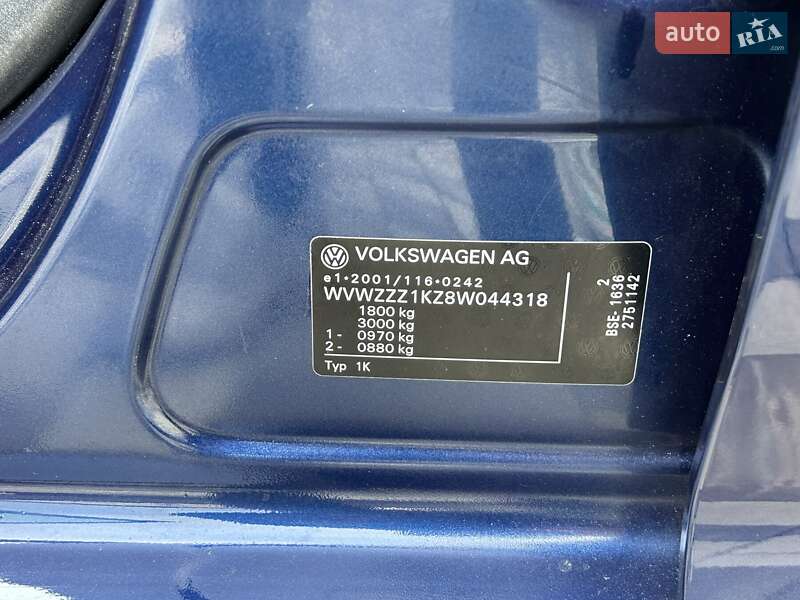 auto RIA
.com
VOLKSWAGEN AG
e1*2001/116*0242
WVWZZZ1KZ8W044318
1800 kg
3000 kg
1- 0970 kg
2- 0880 kg
Typ 1K
2
BSE- 1636
2751142